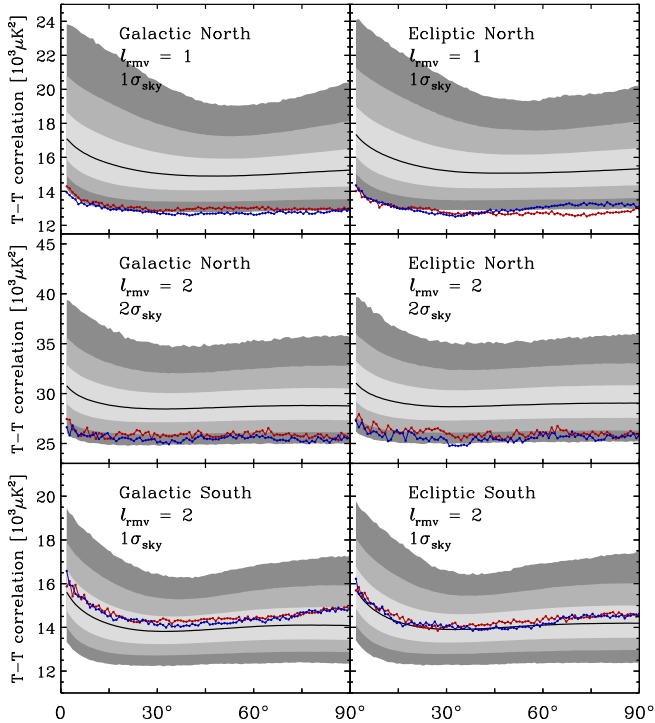 T−T correlation [10³μK²]
24
22
20
18
16
14
12
Galactic North
l_rmv = 1
1σ_sky
Ecliptic North
l_rmv = 1
1σ_sky
T−T correlation [10³μK²]
45
40
35
30
25
Galactic North
l_rmv = 2
2σ_sky
Ecliptic North
l_rmv = 2
2σ_sky
T−T correlation [10³μK²]
20
18
16
14
12
Galactic South
l_rmv = 2
1σ_sky
Ecliptic South
l_rmv = 2
1σ_sky
0 30° 60° 90° 30° 60° 90°